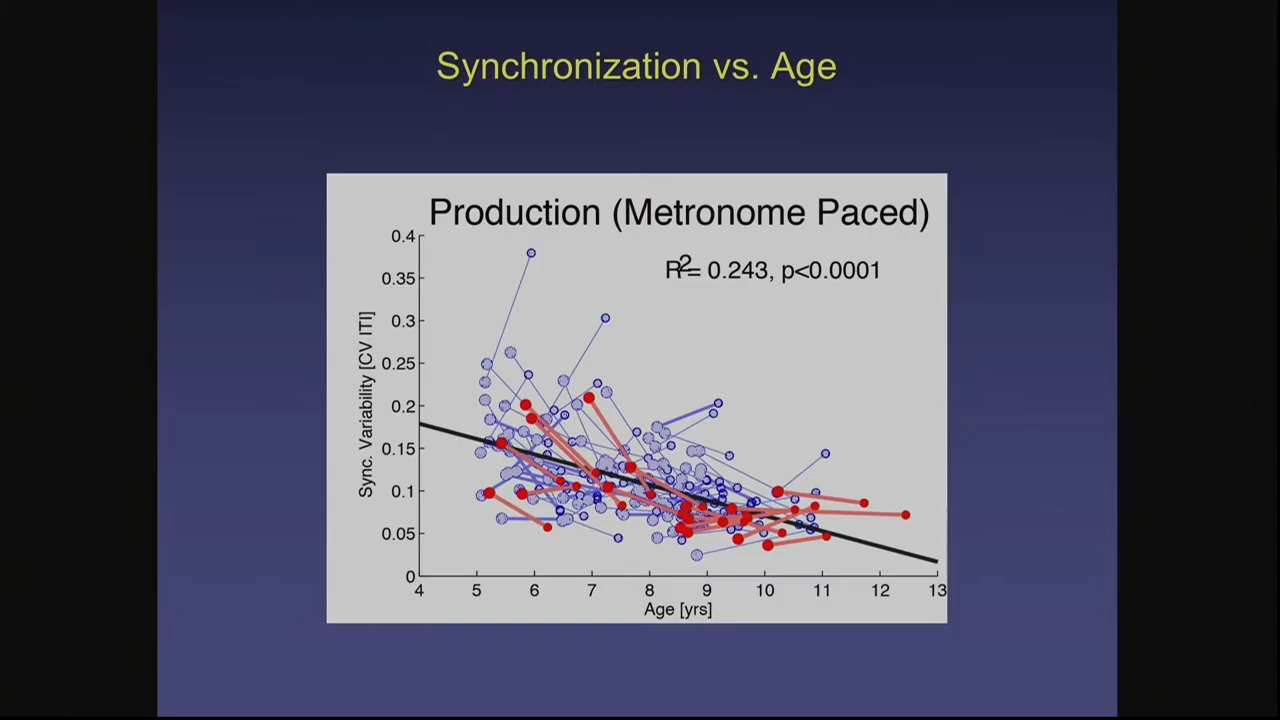 Synchronization vs. Age
Production (Metronome Paced)
R2= 0.243, p<0.0001
0.4
0.35
0.3
0.25
0.2
0.15
0.1
0.05
0
Sync. Variability [CV ITI]
4 5 6 7 8 9 10 11 12 13
Age [yrs]